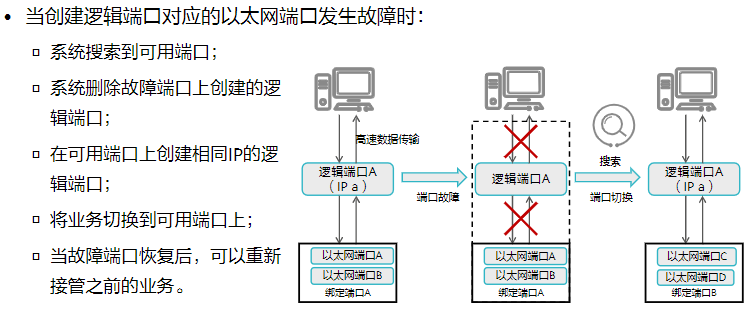 • 当创建逻辑端口对应的以太网端口发生故障时：
▫ 系统搜索到可用端口；
▫ 系统删除故障端口上创建的逻
辑端口；
▫ 在可用端口上创建相同IP的逻
辑端口；
▫ 将业务切换到可用端口上；
▫ 当故障端口恢复后，可以重新
接管之前的业务。
高速数据传输
逻辑端口A
（IP a）
以太网端口A
以太网端口B
绑定端口A
端口故障
逻辑端口A
以太网端口A
以太网端口B
绑定端口A
搜索
端口切换
逻辑端口A
（IP a）
以太网端口C
以太网端口D
绑定端口B